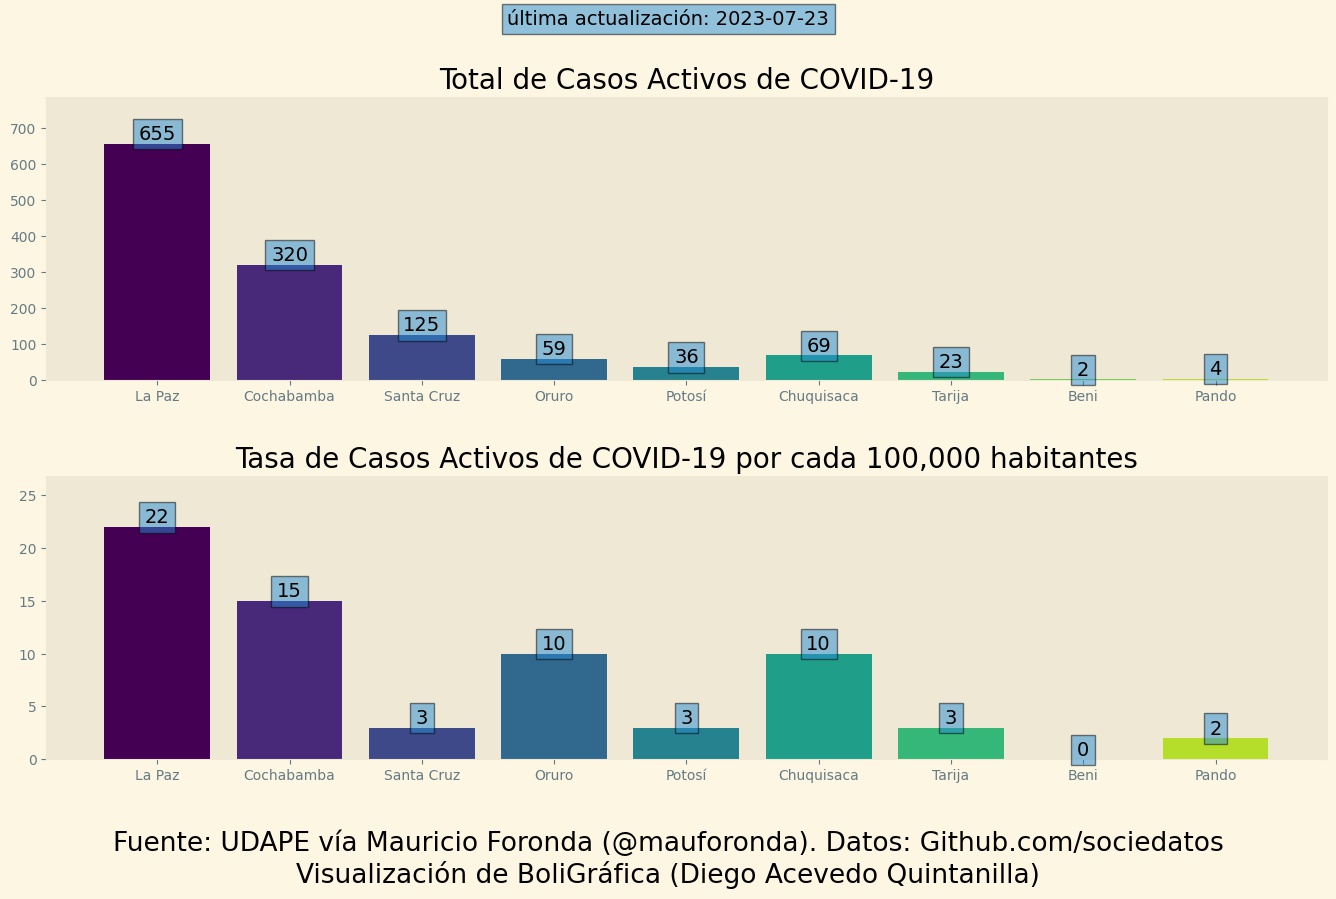 última actualización: 2023-07-23
Total de Casos Activos de COVID-19
700
600
500
400
300
200
100
0
655
320
125
59
36
69
23
2
4
La Paz
Cochabamba
Santa Cruz
Oruro
Potosí
Chuquisaca
Tarija
Beni
Pando
Tasa de Casos Activos de COVID-19 por cada 100,000 habitantes
25
20
15
10
5
0
22
15
3
10
3
10
3
0
2
La Paz
Cochabamba
Santa Cruz
Oruro
Potosí
Chuquisaca
Tarija
Beni
Pando
Fuente: UDAPE vía Mauricio Foronda (@mauforonda). Datos: Github.com/sociedatos
Visualización de BoliGráfica (Diego Acevedo Quintanilla)